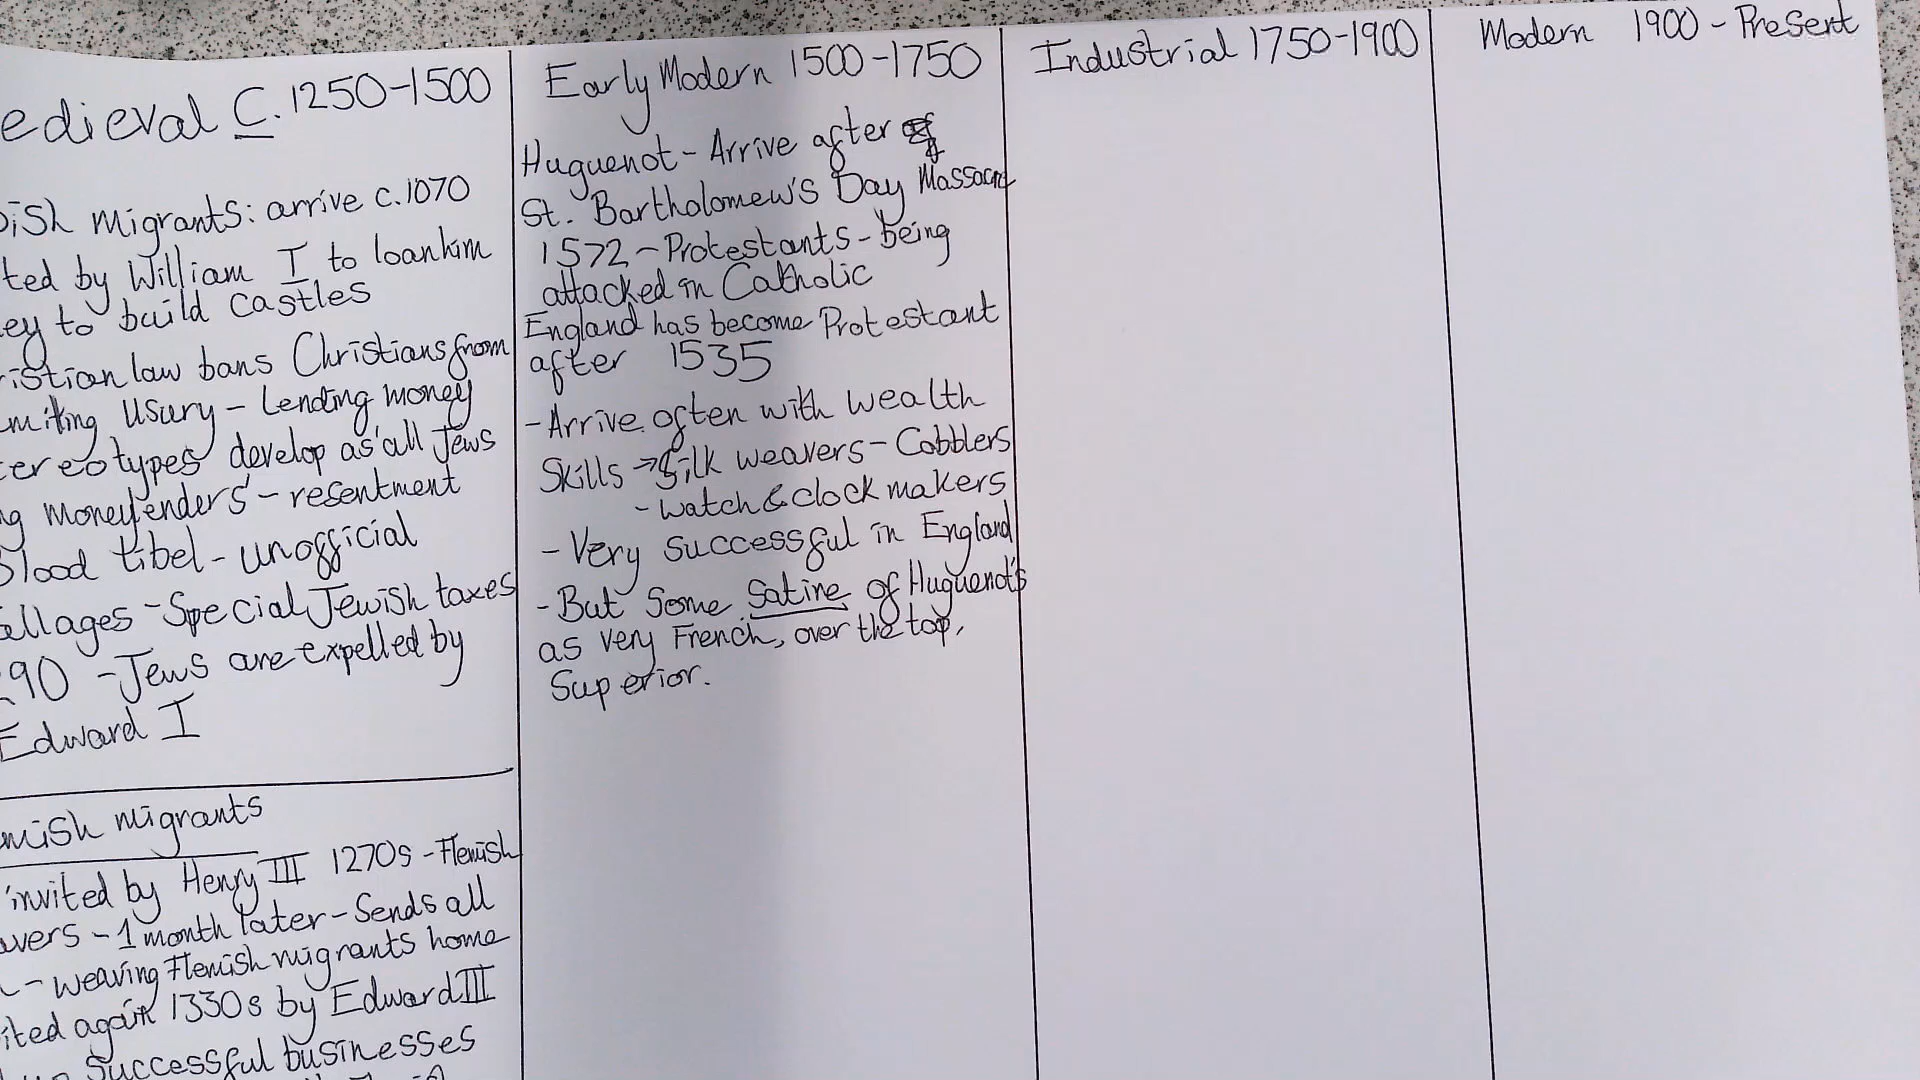 edieval C. 1250-1500
ish migrants: arrive c.1070
ted by William I to loan him
ey to build castles
istian law bans Christians from
mitting Usury - Lending money
tereotypes develop as 'all Jews
ng moneylenders' - resentment
Blood libel - unofficial
allages - Special Jewish taxes
90 - Jews are expelled by
Edward I
mish migrants
invited by Henry III 1270s - Flemish
avers - 1 month later - Sends all
- weaving Flemish migrants home
ited again 1330s by Edward III
Successful businesses
Early Modern 1500-1750
Huguenot - Arrive after
St. Bartholomew's Day Massacre
1572 - Protestants - being
attacked in Catholic
England has become Protestant
after 1535
- Arrive often with wealth
Skills → Silk weavers - Cobblers
- watch & clock makers
- Very successful in England
- But Some Satire of Huguenot's
as very French, over the top,
Superior.
Industrial 1750-1900
Modern 1900 - Present